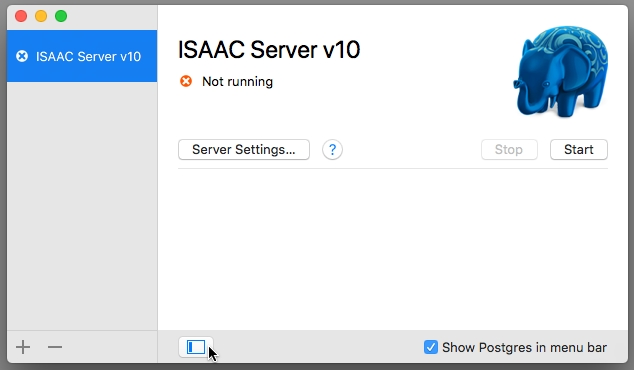 ISAAC Server v10
ISAAC Server v10
Not running
Server Settings...
?
Stop
Start
Show Postgres in menu bar